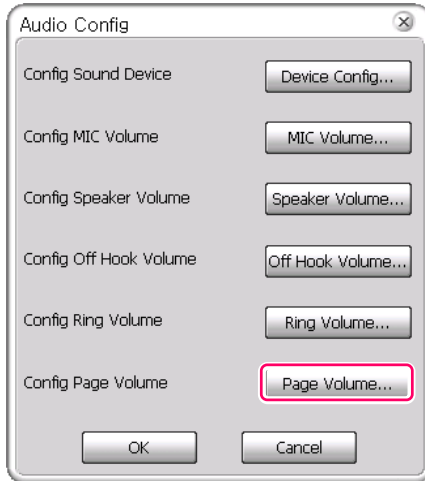 Audio Config
Config Sound Device Device Config...
Config MIC Volume MIC Volume...
Config Speaker Volume Speaker Volume...
Config Off Hook Volume Off Hook Volume...
Config Ring Volume Ring Volume...
Config Page Volume Page Volume...
OK Cancel